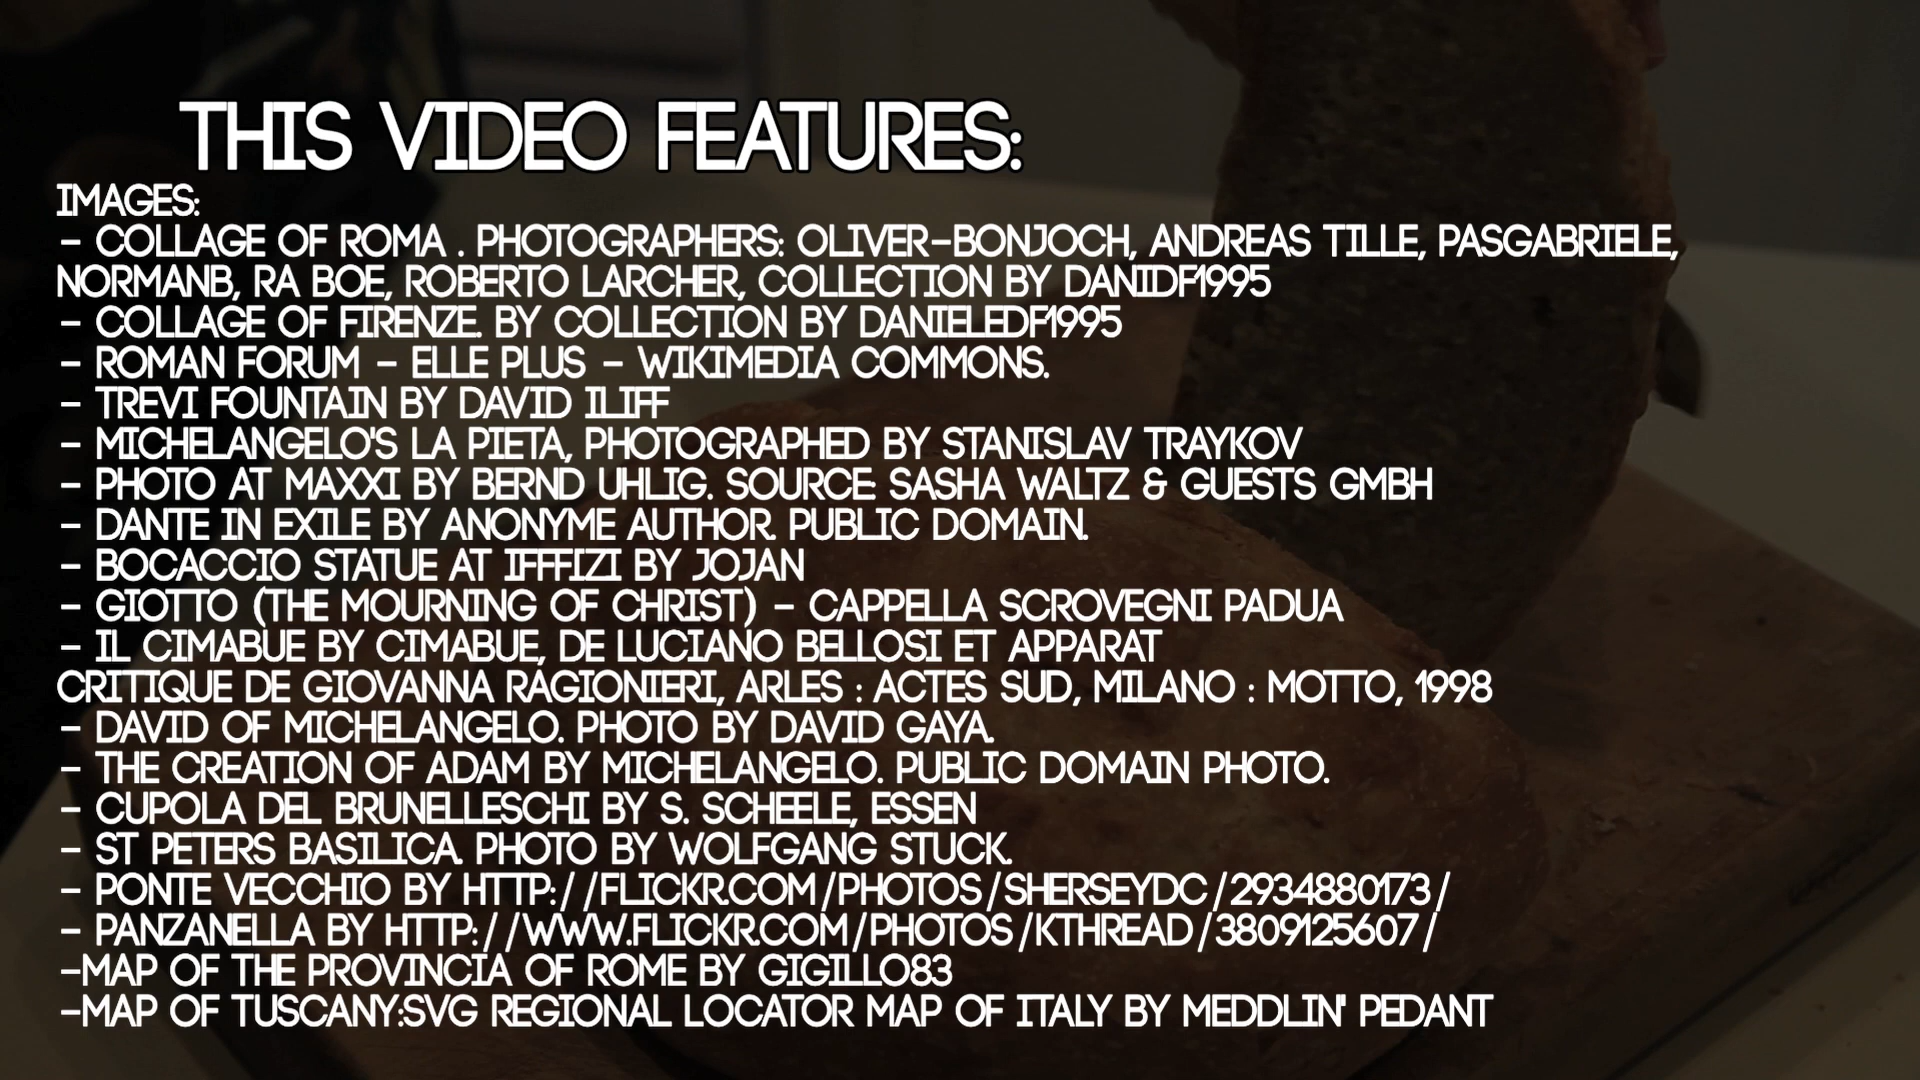 THIS VIDEO FEATURES:
IMAGES:
- COLLAGE OF ROMA . PHOTOGRAPHERS: OLIVER-BONJOCH, ANDREAS TILLE, PASGABRIELE,
NORMANB, RA BOE, ROBERTO LARCHER, COLLECTION BY DANIDF1995
- COLLAGE OF FIRENZE. BY COLLECTION BY DANIELEDF1995
- ROMAN FORUM - ELLE PLUS - WIKIMEDIA COMMONS.
- TREVI FOUNTAIN BY DAVID ILIFF
- MICHELANGELO'S LA PIETA, PHOTOGRAPHED BY STANISLAV TRAYKOV
- PHOTO AT MAXXI BY BERND UHLIG. SOURCE: SASHA WALTZ & GUESTS GMBH
- DANTE IN EXILE BY ANONYME AUTHOR. PUBLIC DOMAIN.
- BOCACCIO STATUE AT IFFFIZI BY JOJAN
- GIOTTO (THE MOURNING OF CHRIST) - CAPPELLA SCROVEGNI PADUA
- IL CIMABUE BY CIMABUE, DE LUCIANO BELLOSI ET APPARAT
CRITIQUE DE GIOVANNA RAGIONIERI, ARLES : ACTES SUD, MILANO : MOTTO, 1998
- DAVID OF MICHELANGELO. PHOTO BY DAVID GAYA.
- THE CREATION OF ADAM BY MICHELANGELO. PUBLIC DOMAIN PHOTO.
- CUPOLA DEL BRUNELLESCHI BY S. SCHEELE, ESSEN
- ST PETERS BASILICA. PHOTO BY WOLFGANG STUCK.
- PONTE VECCHIO BY HTTP://FLICKR.COM/PHOTOS/SHERSEYDC/2934880173/
- PANZANELLA BY HTTP://WWW.FLICKR.COM/PHOTOS/KTHREAD/3809125607/
-MAP OF THE PROVINCIA OF ROME BY GIGILLO83
-MAP OF TUSCANY:SVG REGIONAL LOCATOR MAP OF ITALY BY MEDDLIN' PEDANT